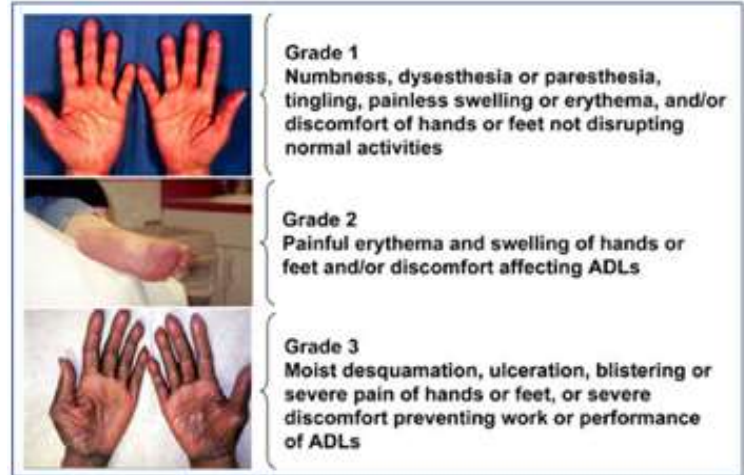 Grade 1
Numbness, dysesthesia or paresthesia,
tingling, painless swelling or erythema, and/or
discomfort of hands or feet not disrupting
normal activities
Grade 2
Painful erythema and swelling of hands or
feet and/or discomfort affecting ADLs
Grade 3
Moist desquamation, ulceration, blistering or
severe pain of hands or feet, or severe
discomfort preventing work or performance
of ADLs